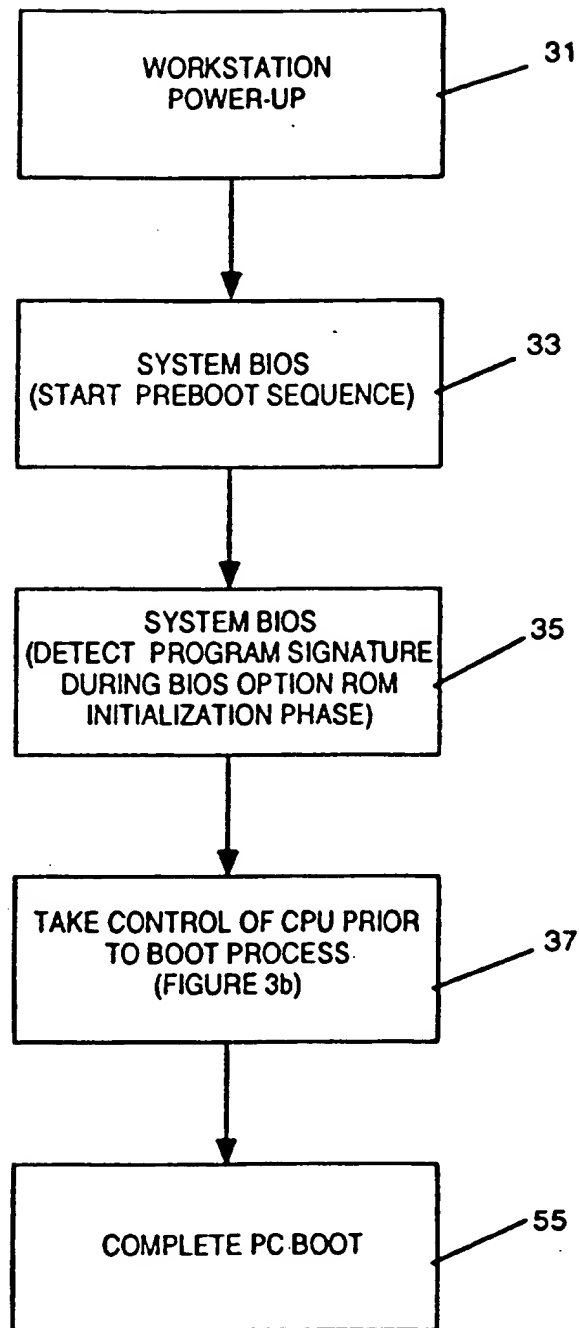 WORKSTATION
POWER-UP
31
SYSTEM BIOS
(START PREBOOT SEQUENCE)
33
SYSTEM BIOS
(DETECT PROGRAM SIGNATURE
DURING BIOS OPTION ROM
INITIALIZATION PHASE)
35
TAKE CONTROL OF CPU PRIOR
TO BOOT PROCESS
(FIGURE 3b)
37
COMPLETE PC BOOT
55